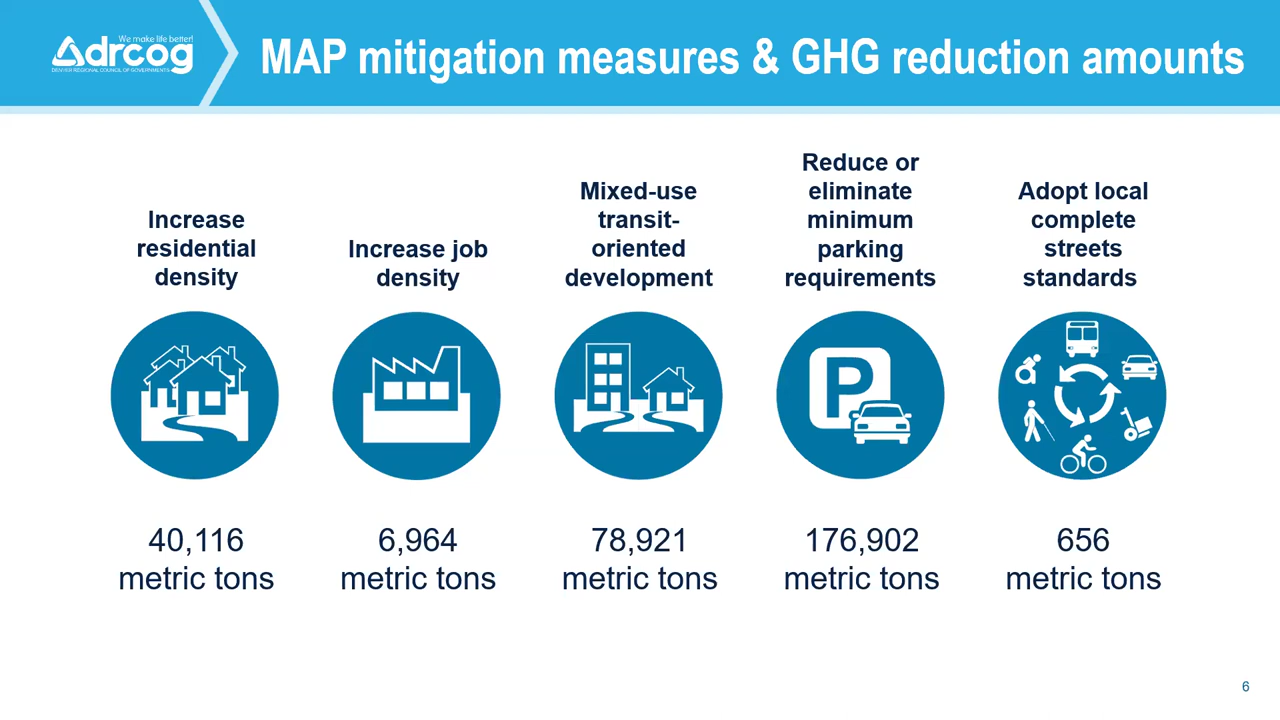 We make life better!
drcog
DENVER REGIONAL COUNCIL OF GOVERNMENTS
MAP mitigation measures & GHG reduction amounts
Increase
residential
density
Increase job
density
Mixed-use
transit-
oriented
development
Reduce or
eliminate
minimum
parking
requirements
Adopt local
complete
streets
standards
P
40,116
metric tons
6,964
metric tons
78,921
metric tons
176,902
metric tons
656
metric tons
6